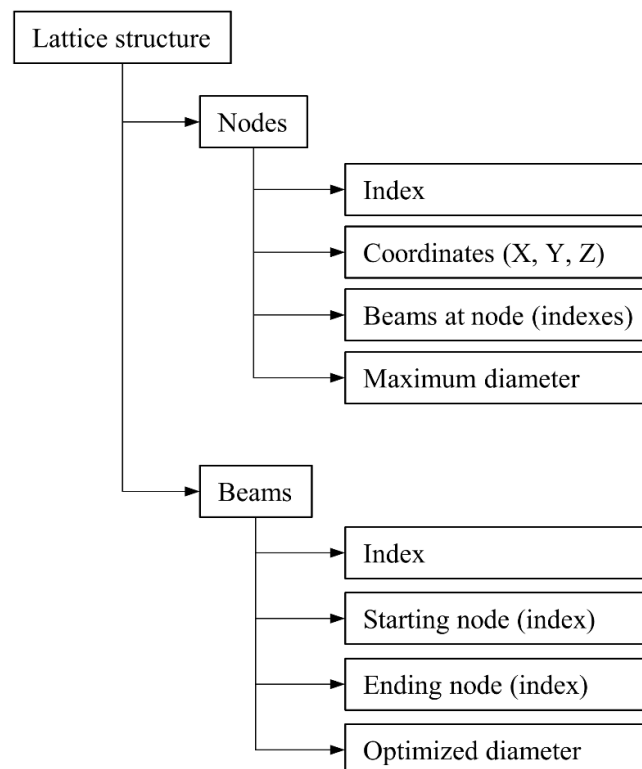 Lattice structure
Nodes
Index
Coordinates (X, Y, Z)
Beams at node (indexes)
Maximum diameter
Beams
Index
Starting node (index)
Ending node (index)
Optimized diameter